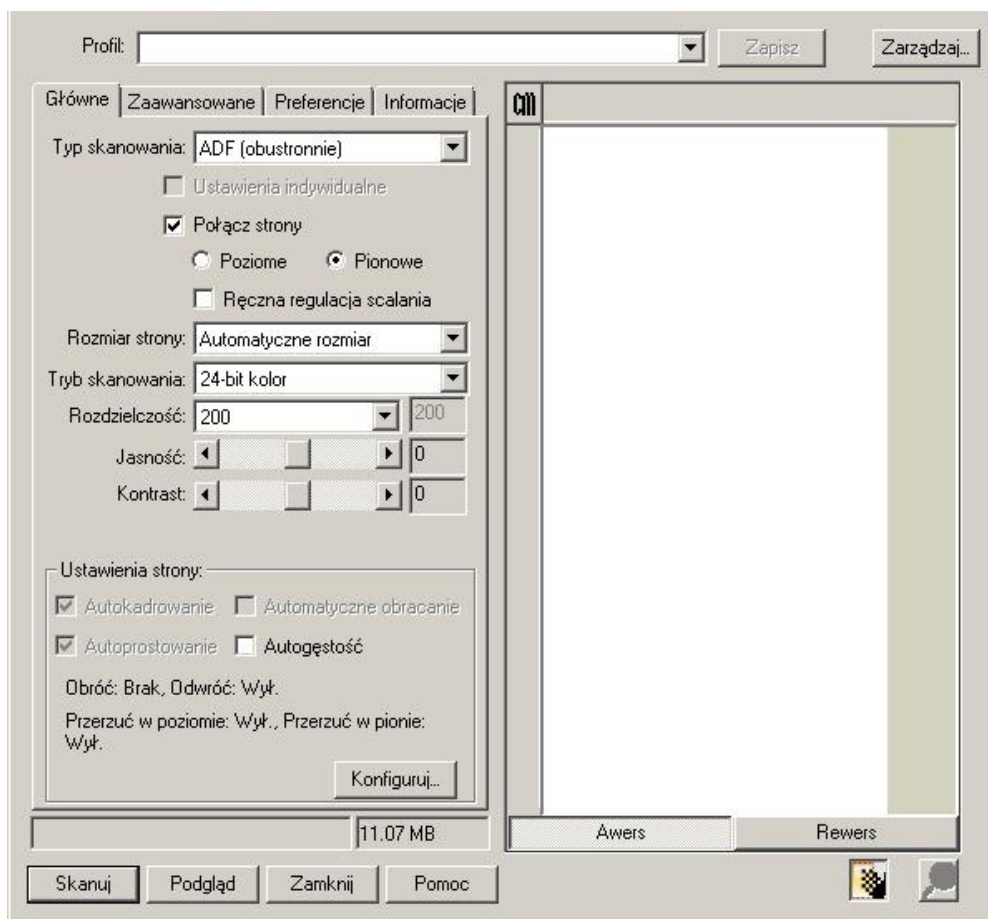 Profil: Zapisz Zarządzaj...
Główne Zaawansowane Preferencje Informacje
Typ skanowania: ADF (obustronnie)
Ustawienia indywidualne
Połącz strony
Poziome Pionowe
Ręczna regulacja scalania
Rozmiar strony: Automatyczne rozmiar
Tryb skanowania: 24-bit kolor
Rozdzielczość: 200 200
Jasność: 0
Kontrast: 0
Ustawienia strony:
Autokadrowanie Automatyczne obracanie
Autoprostowanie Autogęstość
Obróć: Brak, Odwróć: Wył.
Przerzuć w poziomie: Wył., Przerzuć w pionie:
Wył.
Konfiguruj...
11.07 MB
Skanuj Podgląd Zamknij Pomoc
cm
Awers Rewers